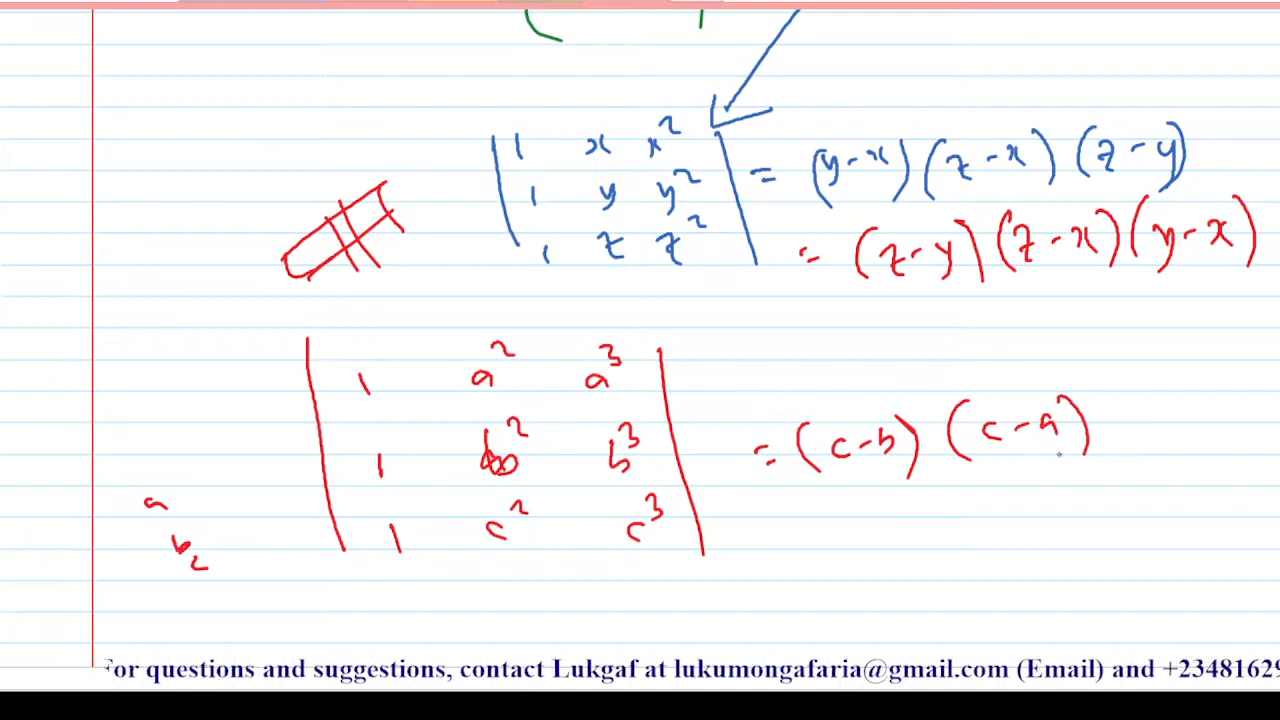 | 1 x x² | = (y-x)(z-x)(z-y)
| 1 y y² |
| 1 z z² | = (z-y)(z-x)(y-x)
| 1 a² a³ |
| 1 b² b³ | = (c-b)(c-a)
| 1 c² c³ |
a
b
c
For questions and suggestions, contact Lukgaf at lukumongafaria@gmail.com (Email) and +23481629